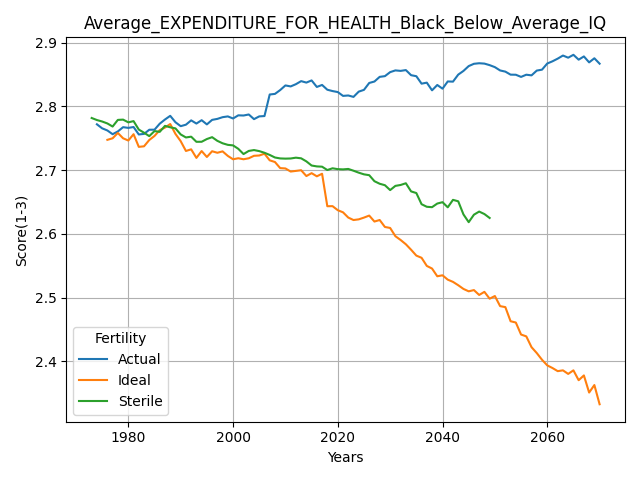 Average_EXPENDITURE_FOR_HEALTH_Black_Below_Average_IQ
Score(1-3)
2.9
2.8
2.7
2.6
2.5
2.4
Fertility
Actual
Ideal
Sterile
1980 2000 2020 2040 2060
Years